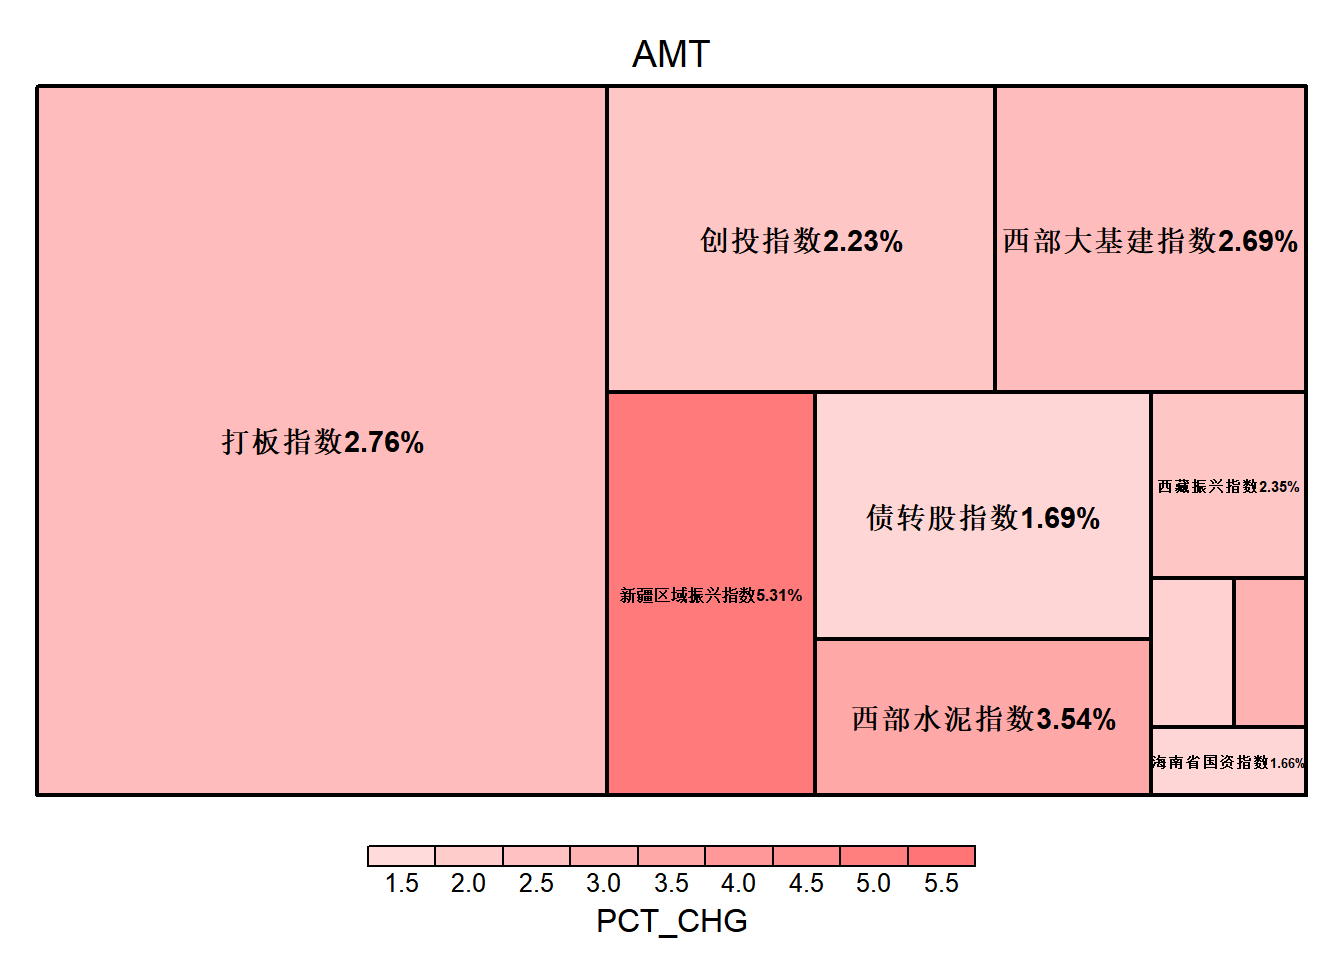 AMT
打板指数2.76%
创投指数2.23%
西部大基建指数2.69%
新疆区域振兴指数5.31%
债转股指数1.69%
西部水泥指数3.54%
西藏振兴指数2.35%
海南省国资指数1.66%
1.5 2.0 2.5 3.0 3.5 4.0 4.5 5.0 5.5
PCT_CHG